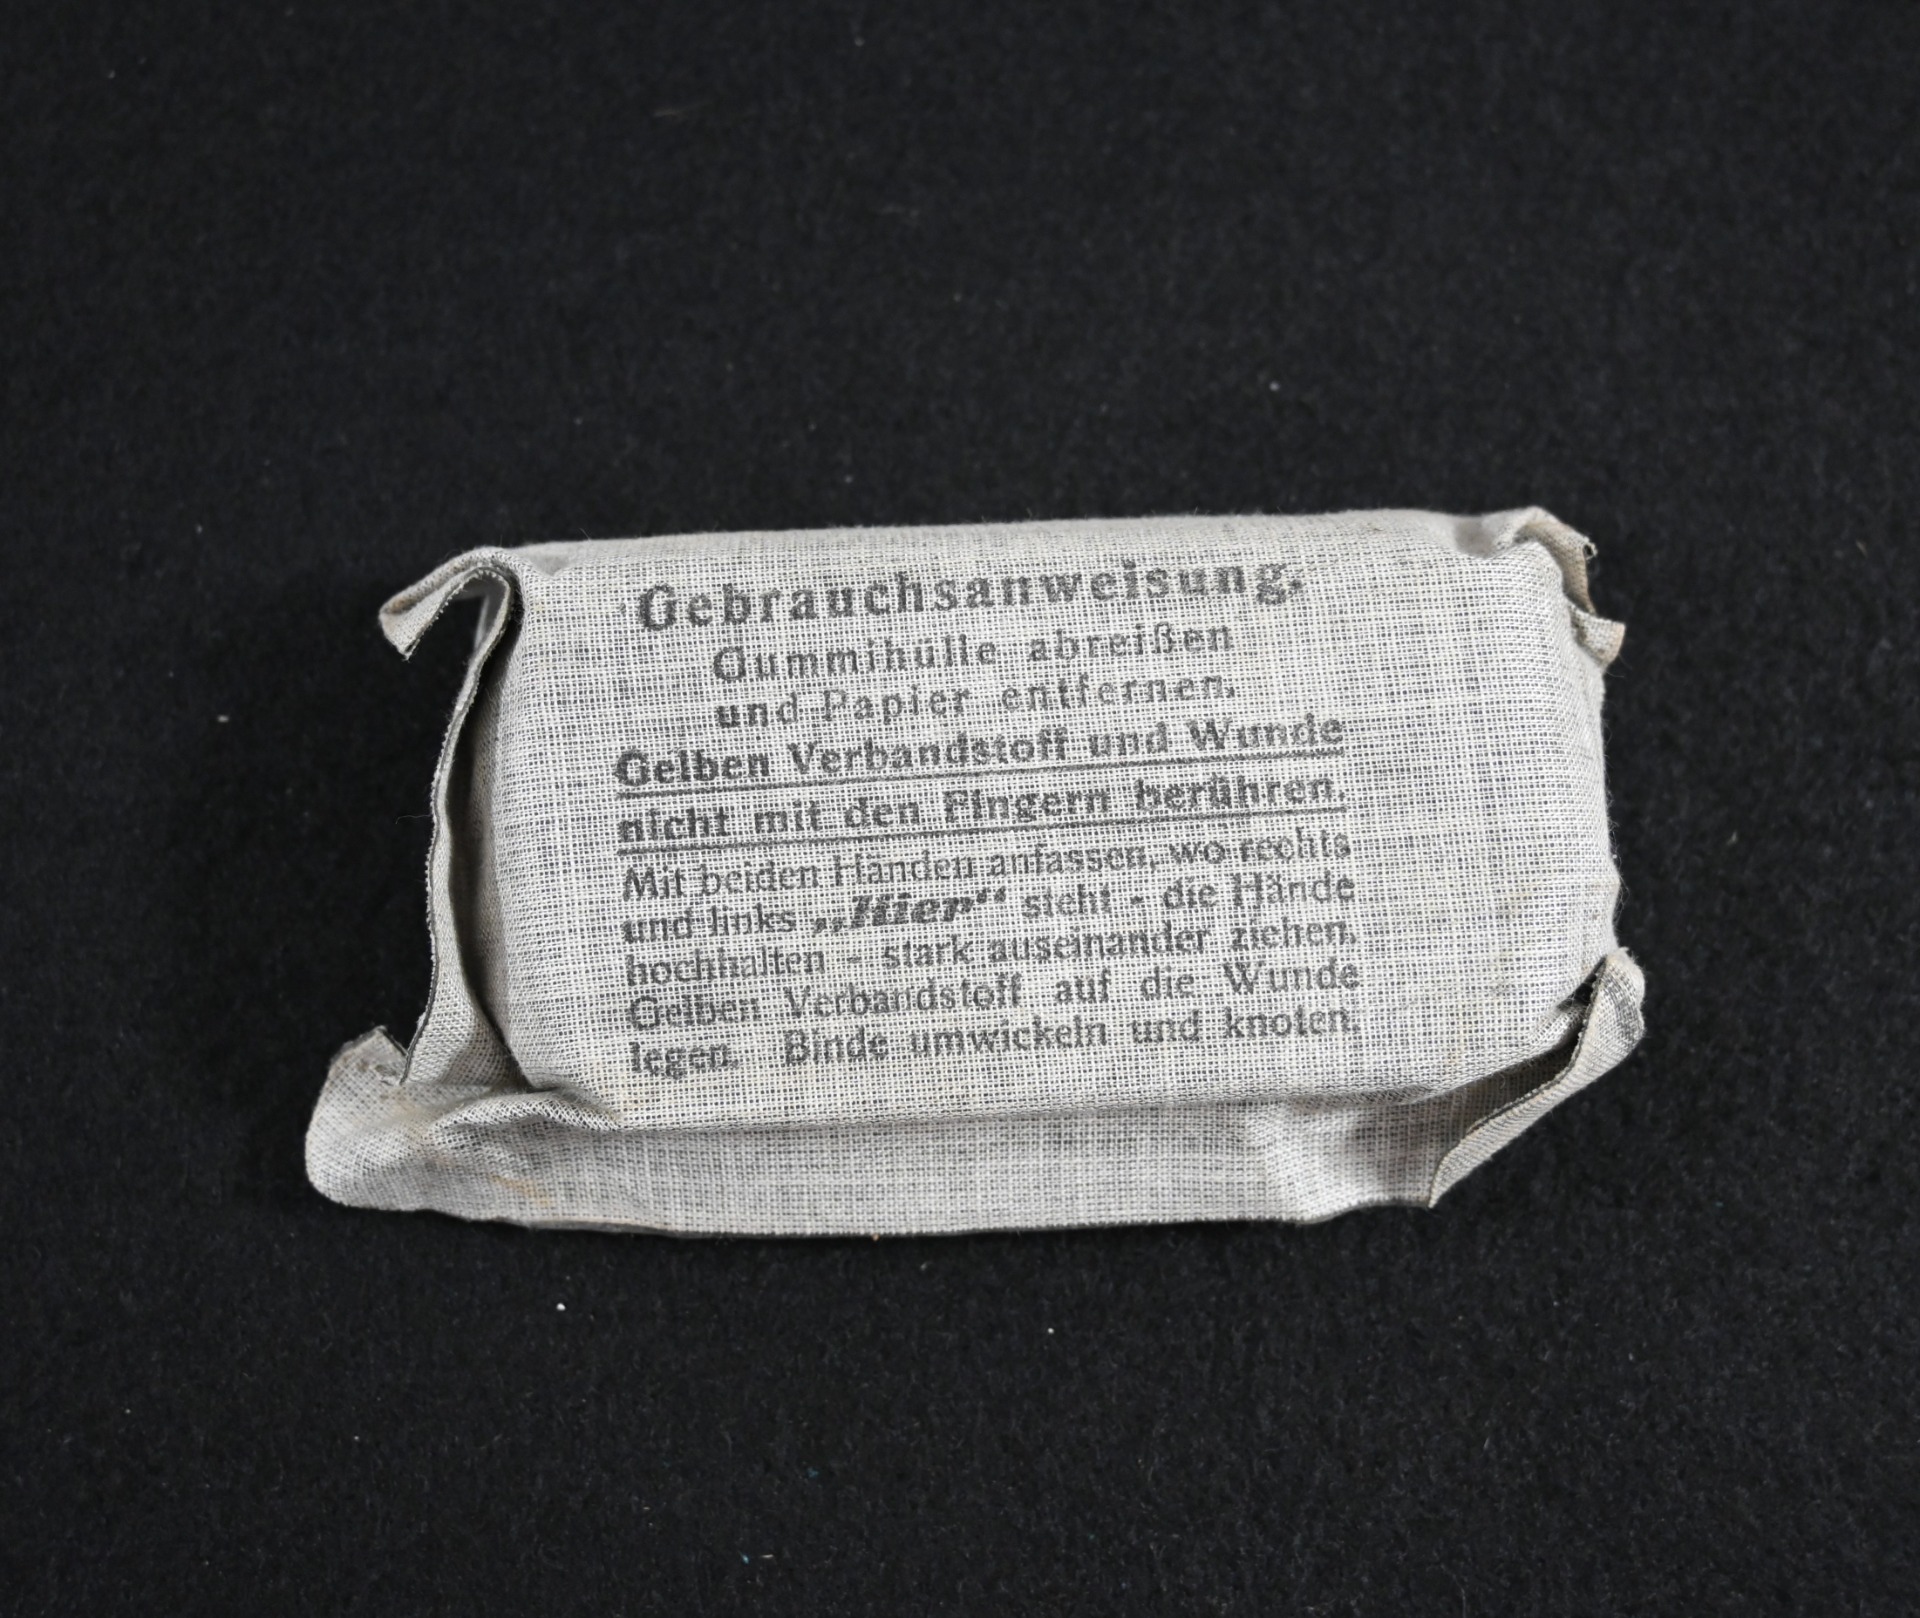 Gebrauchsanweisung.
Gummihülle abreißen
und Papier entfernen.
Gelben Verbandstoff und Wunde
nicht mit den Fingern berühren.
Mit beiden Händen anfassen, wo rechts
und links „Hier“ steht - die Hände
hochhalten - stark auseinander ziehen.
Gelben Verbandstoff auf die Wunde
legen. Binde umwickeln und knoten.